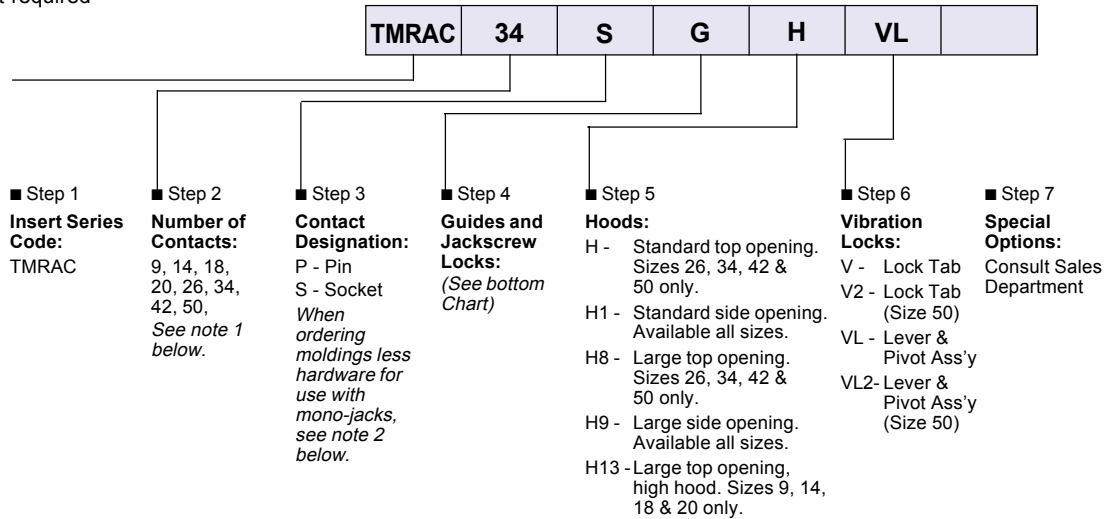 required
TMRAC 34 S G H VL
■ Step 1
Insert Series
Code:
TMRAC
■ Step 2
Number of
Contacts:
9, 14, 18,
20, 26, 34,
42, 50,
See note 1
below.
■ Step 3
Contact
Designation:
P - Pin
S - Socket
When
ordering
moldings less
hardware for
use with
mono-jacks,
see note 2
below.
■ Step 4
Guides and
Jackscrew
Locks:
(See bottom
Chart)
■ Step 5
Hoods:
H - Standard top opening.
Sizes 26, 34, 42 &
50 only.
H1 - Standard side opening.
Available all sizes.
H8 - Large top opening.
Sizes 26, 34, 42 &
50 only.
H9 - Large side opening.
Available all sizes.
H13 - Large top opening,
high hood. Sizes 9, 14,
18 & 20 only.
■ Step 6
Vibration
Locks:
V - Lock Tab
V2 - Lock Tab
(Size 50)
VL - Lever &
Pivot Ass'y
VL2- Lever &
Pivot Ass'y
(Size 50)
■ Step 7
Special
Options:
Consult Sales
Department